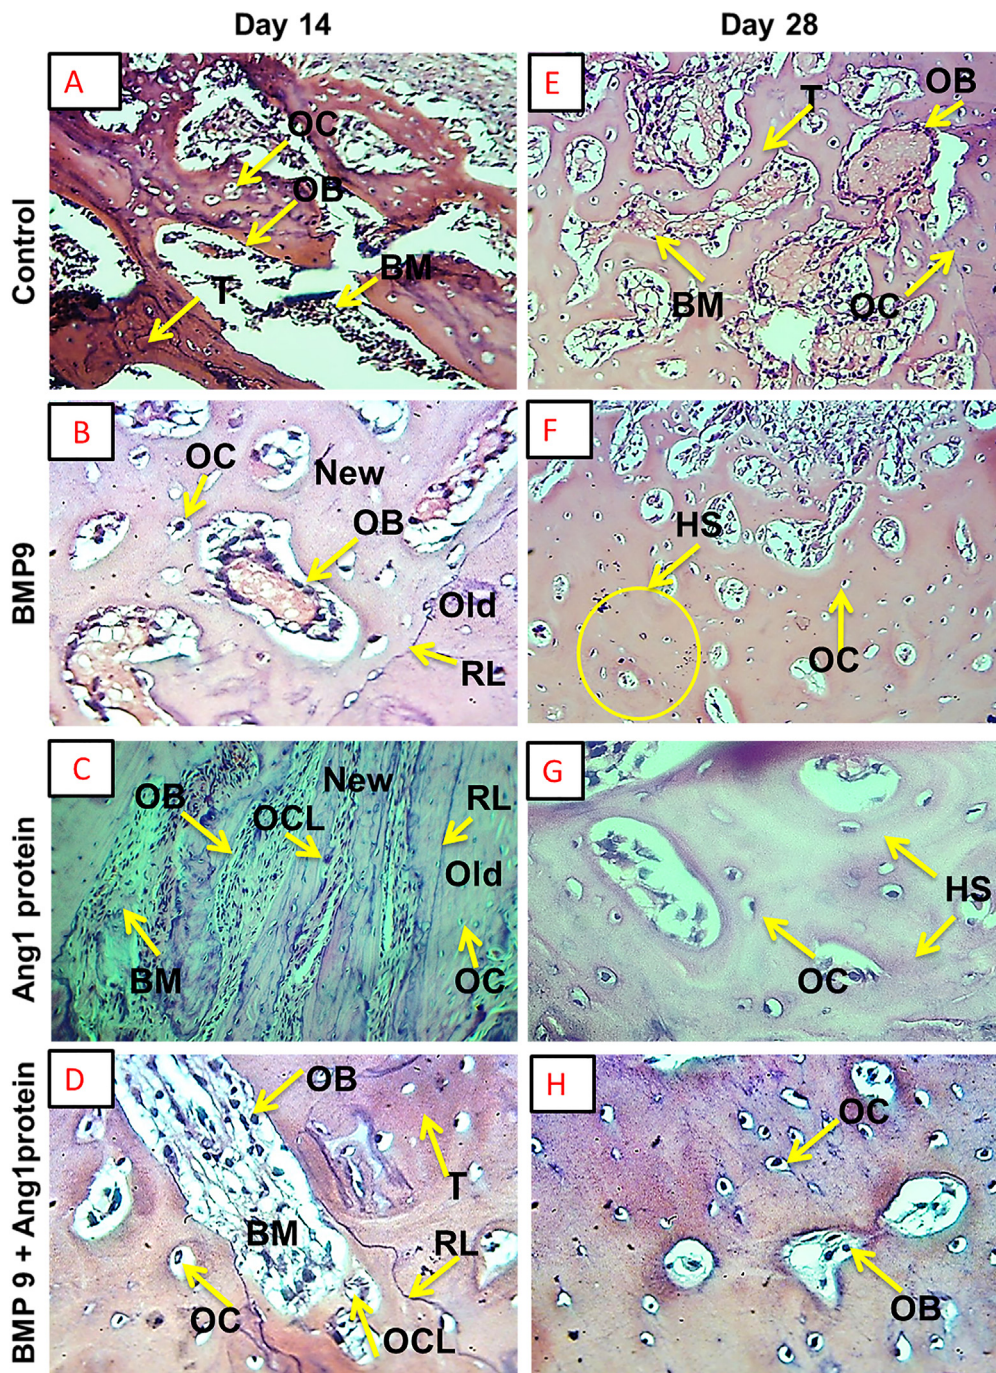 Day 14
Day 28
Control
A
OC
OB
T
BM
E
T
OB
BM
OC
BMP9
B
OC
New
OB
Old
RL
F
HS
OC
Ang1 protein
C
OB
OCL
New
RL
Old
BM
OC
G
HS
OC
BMP 9 + Ang1protein
D
OB
T
BM
RL
OC
OCL
H
OC
OB